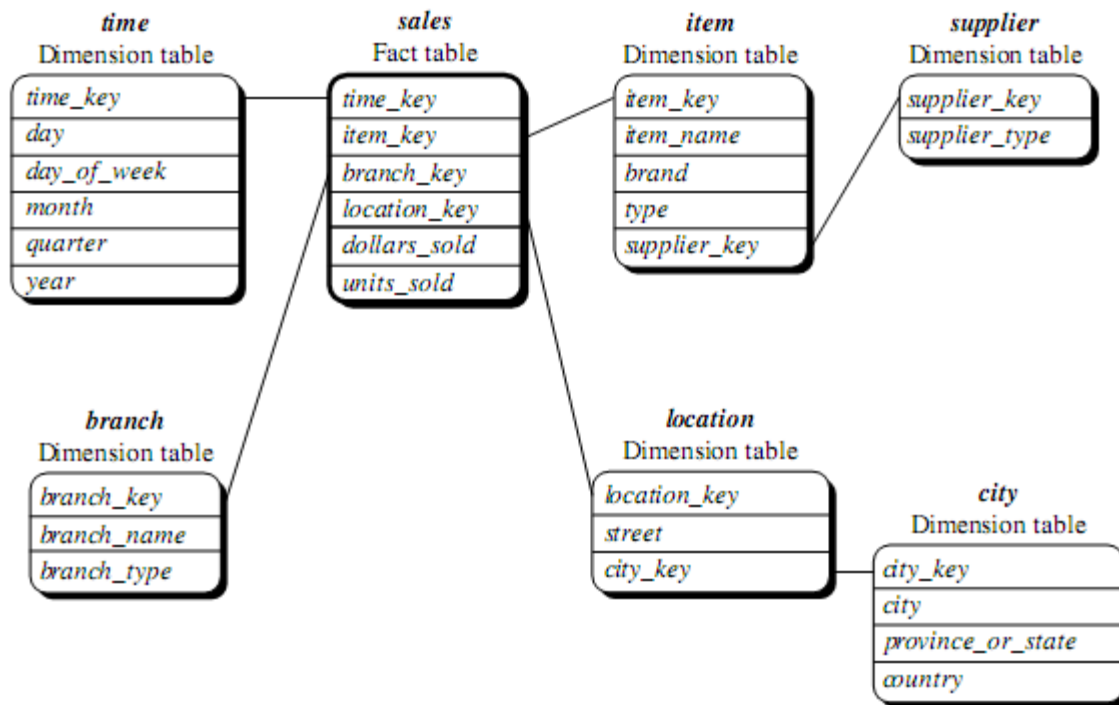 time
Dimension table
time_key
day
day_of_week
month
quarter
year
sales
Fact table
time_key
item_key
branch_key
location_key
dollars_sold
units_sold
item
Dimension table
item_key
item_name
brand
type
supplier_key
supplier
Dimension table
supplier_key
supplier_type
branch
Dimension table
branch_key
branch_name
branch_type
location
Dimension table
location_key
street
city_key
city
Dimension table
city_key
city
province_or_state
country